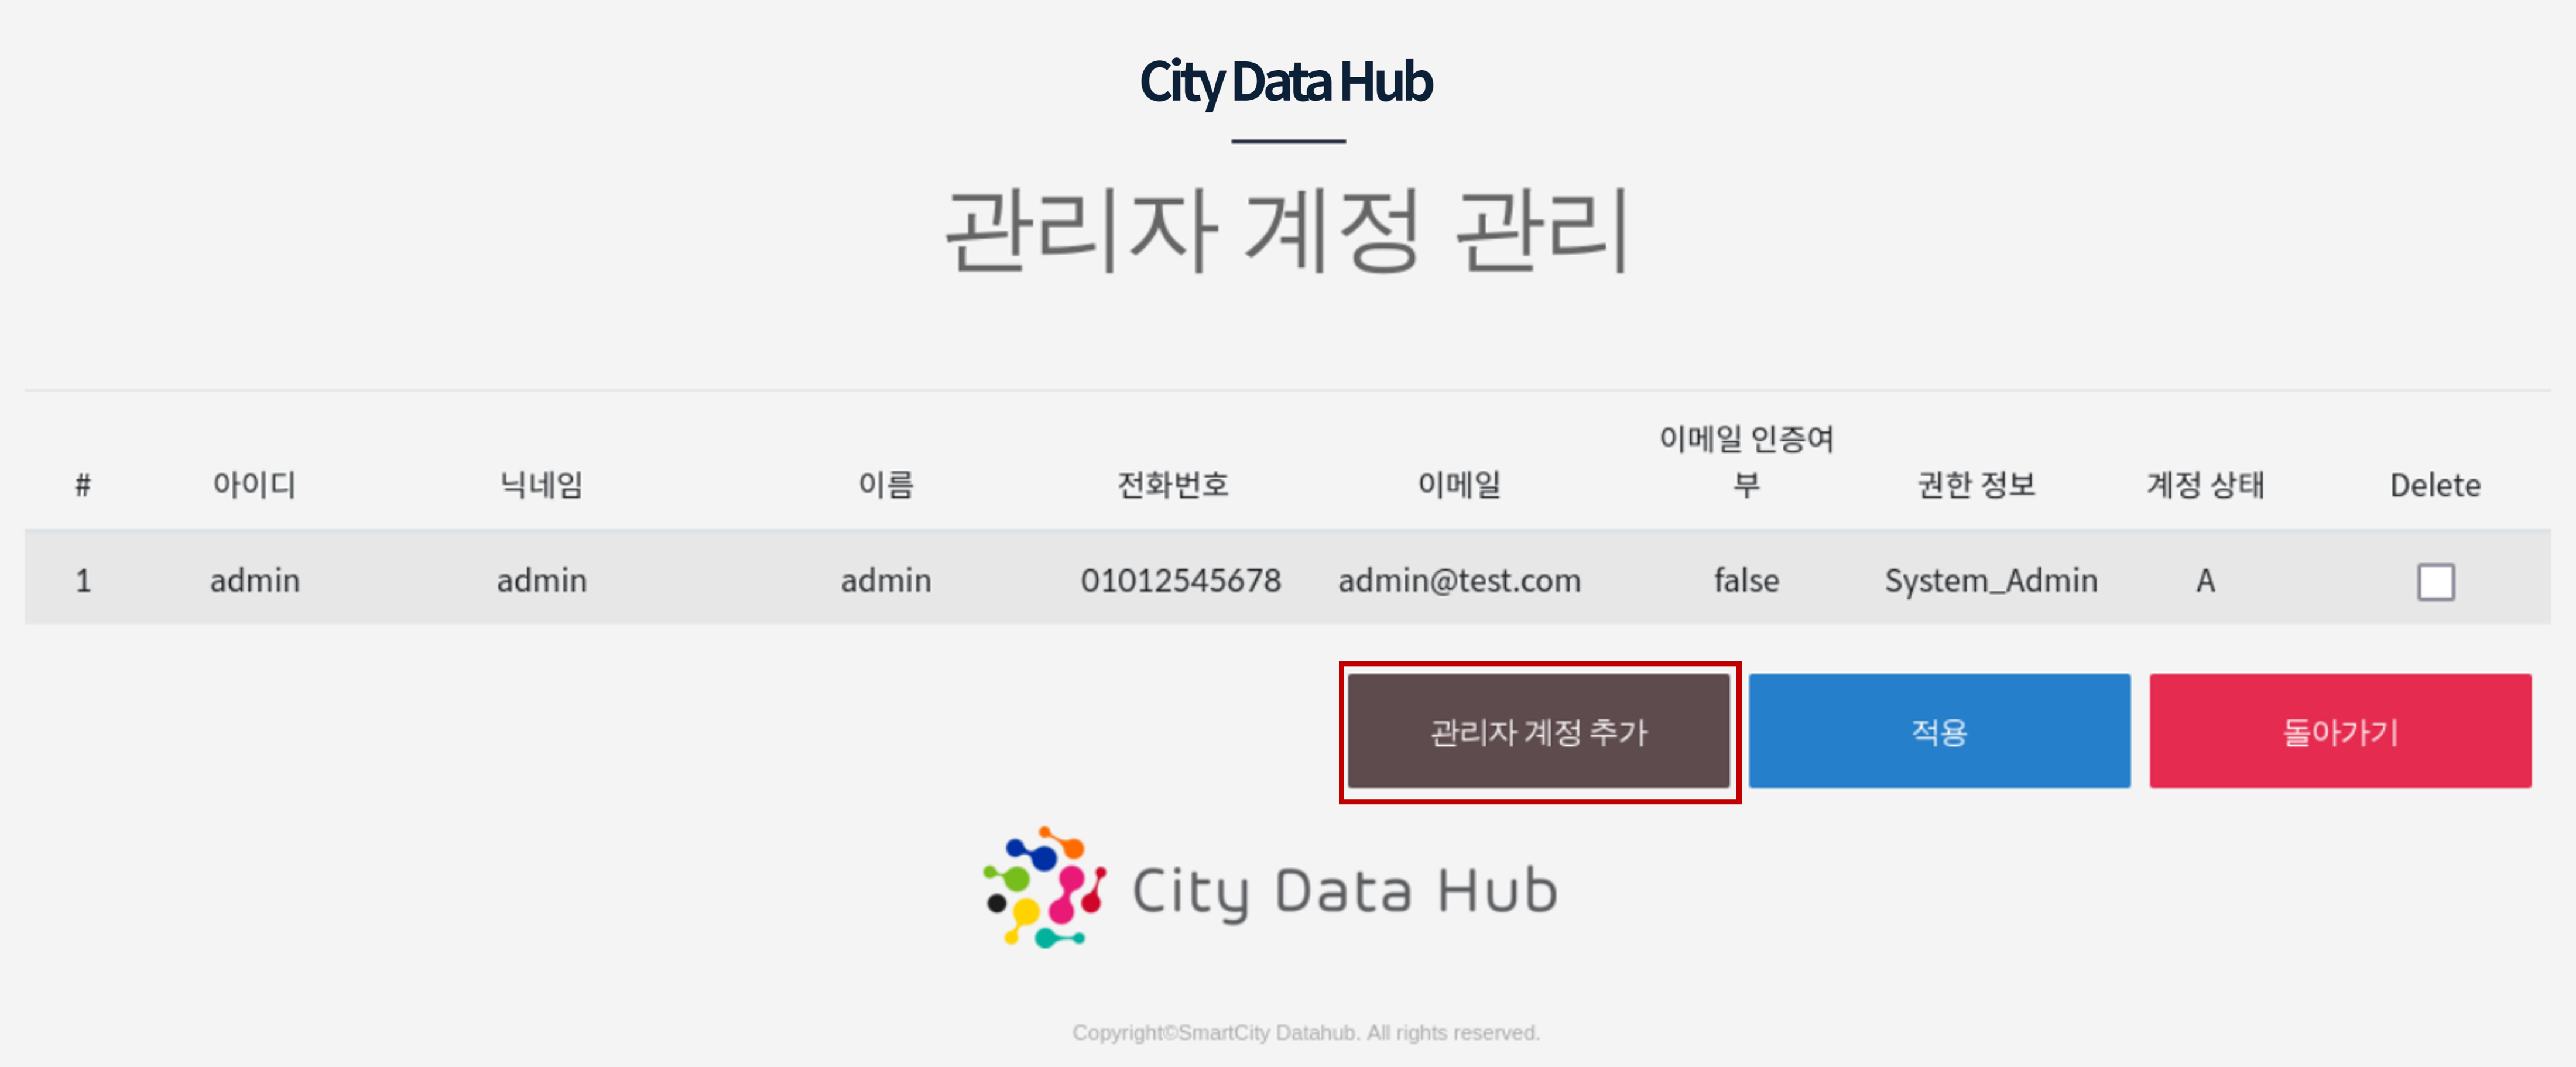 City Data Hub
관리자 계정 관리
# 아이디 닉네임 이름 전화번호 이메일 이메일 인증여부 권한 정보 계정 상태 Delete
1 admin admin admin 01012545678 admin@test.com false System_Admin A
관리자 계정 추가 적용 돌아가기
City Data Hub
Copyright©SmartCity Datahub. All rights reserved.